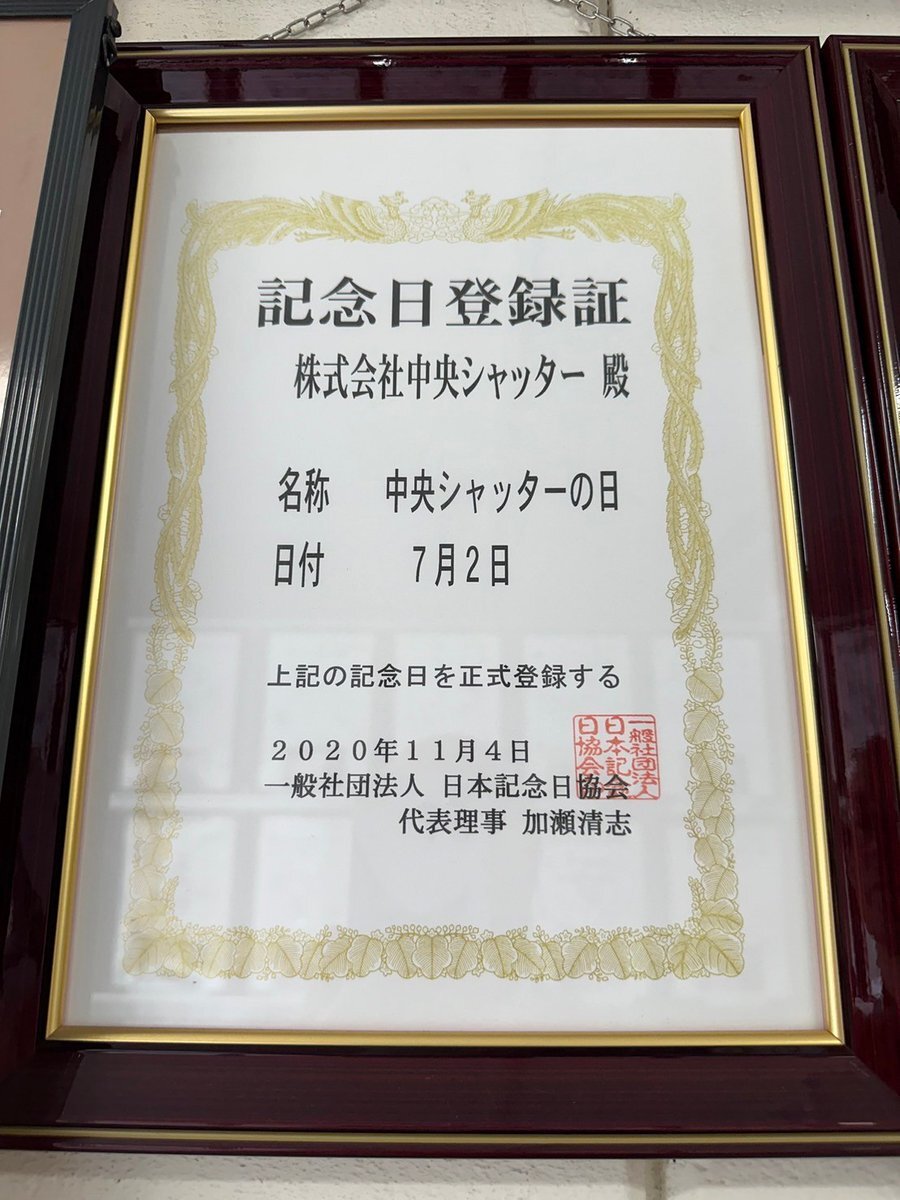 記念日登録証
株式会社中央シャッター 殿
名称 中央シャッターの日
日付 7月2日
上記の記念日を正式登録する
2020年11月4日
一般社団法人 日本記念日協会
代表理事 加瀬清志
一般社団法人
日本記
日協会